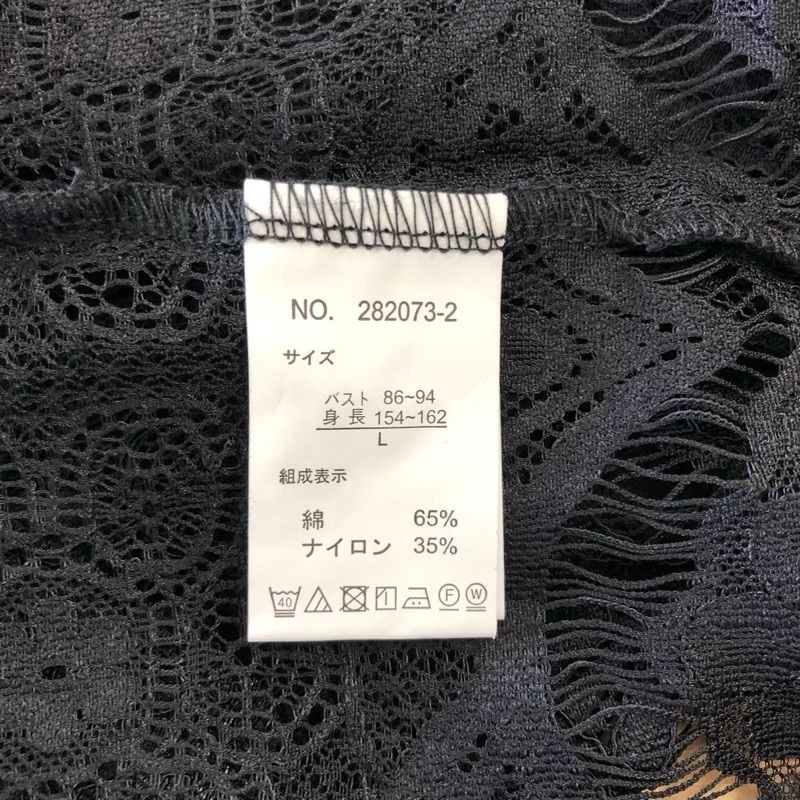 NO. 282073-2
サイズ
バスト 86~94
身長 154~162
L
組成表示
綿 65%
ナイロン 35%
40 F W